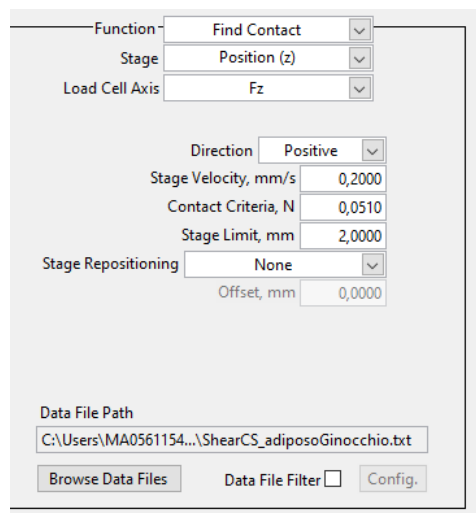 Function Find Contact
Stage Position (z)
Load Cell Axis Fz
Direction Positive
Stage Velocity, mm/s 0,2000
Contact Criteria, N 0,0510
Stage Limit, mm 2,0000
Stage Repositioning None
Offset, mm 0,0000
Data File Path
C:\Users\MA0561154...\ShearCS_adiposoGinocchio.txt
Browse Data Files Data File Filter Config.